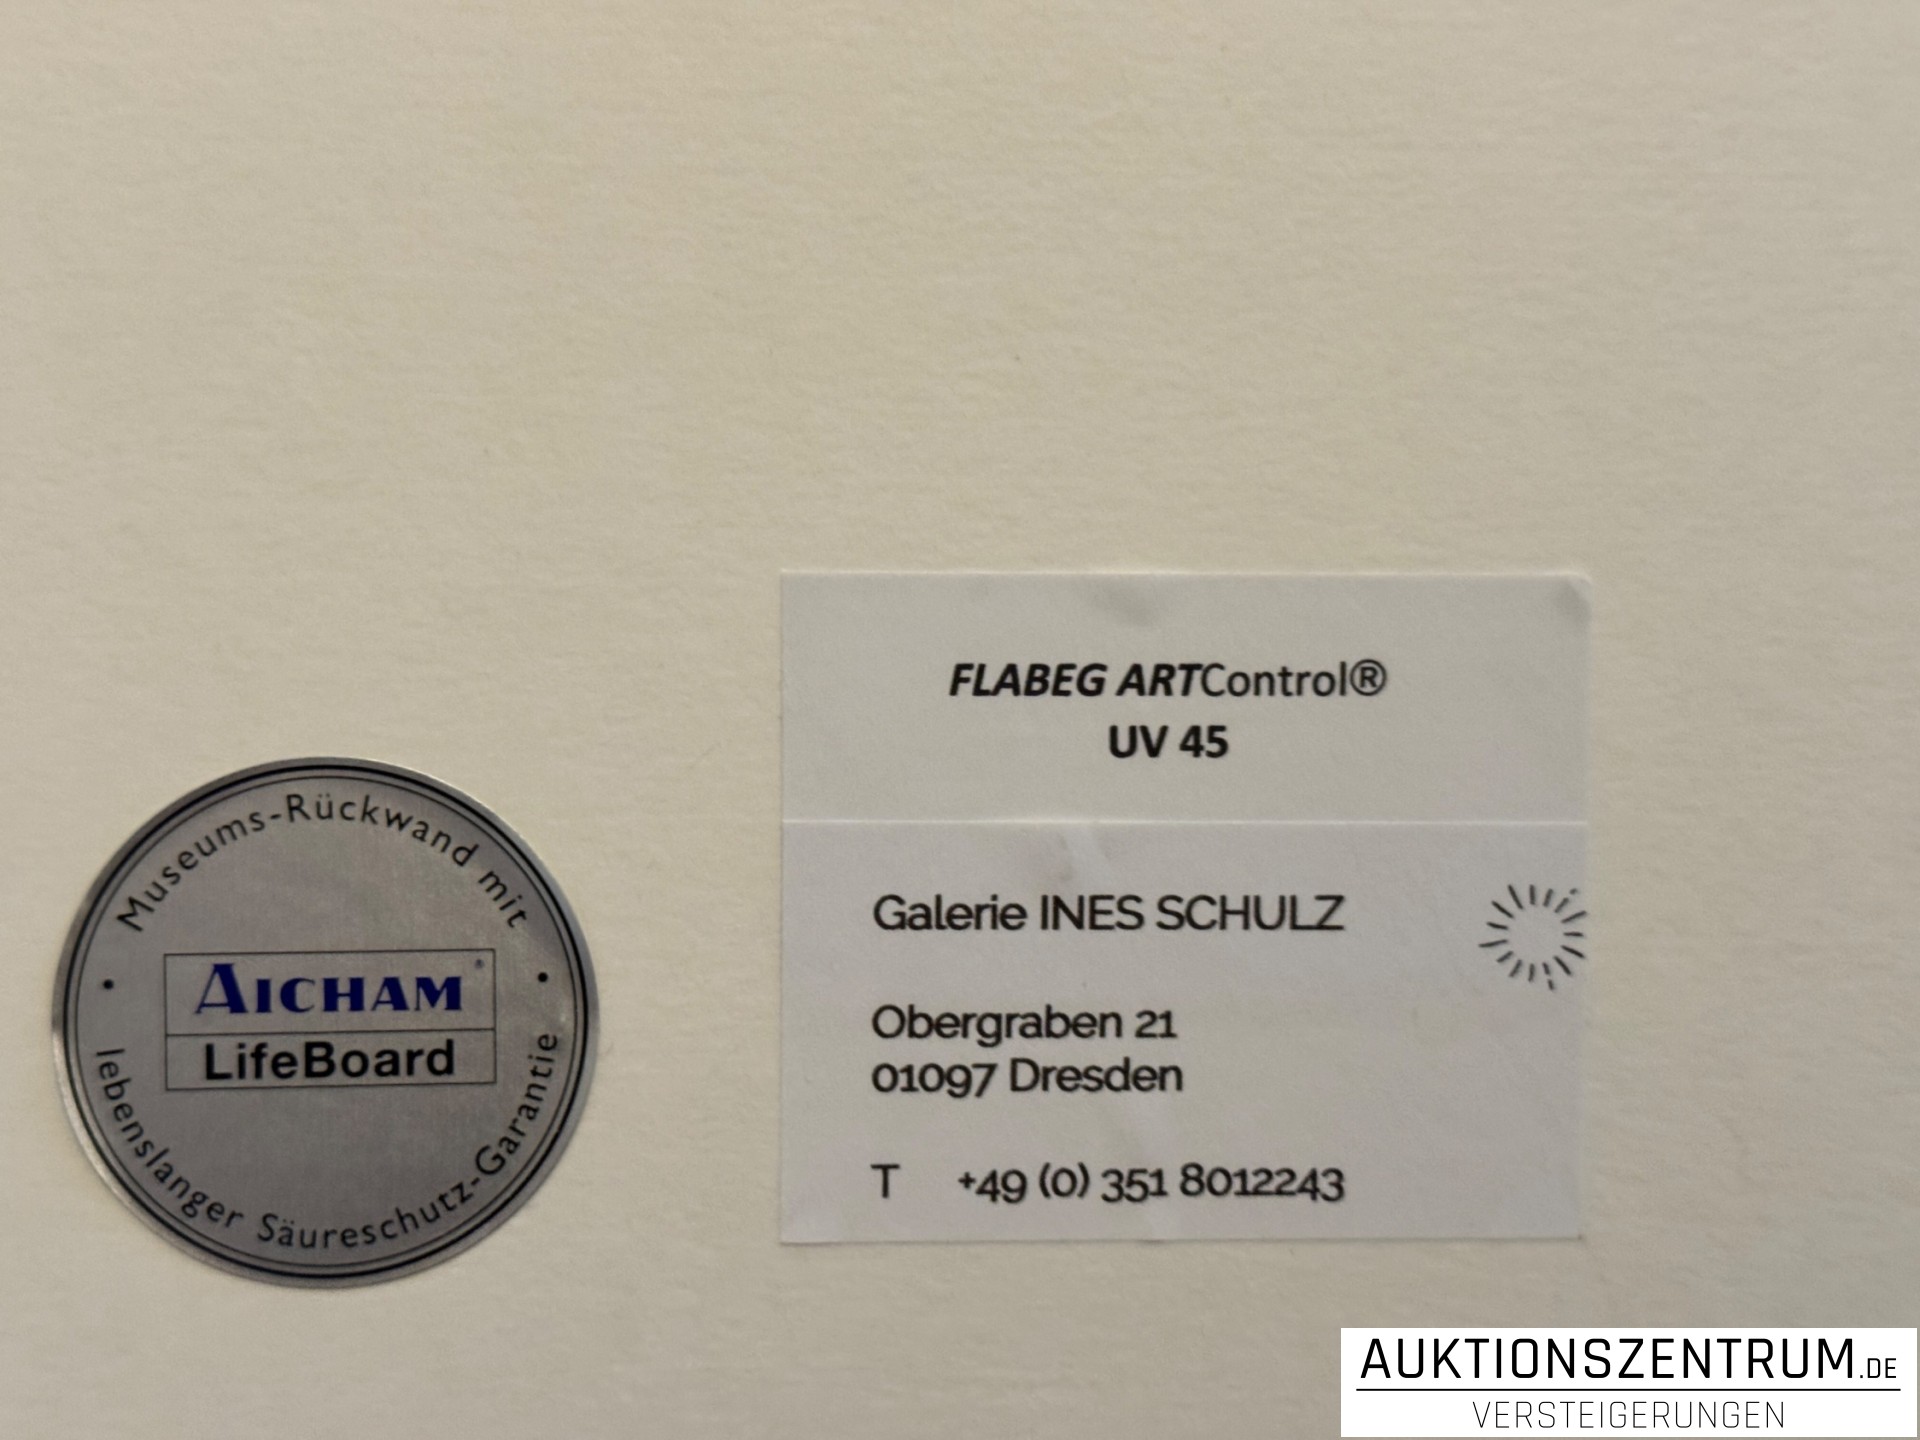 FLABEG ARTControl®
UV 45
Galerie INES SCHULZ
Obergraben 21
01097 Dresden
T +49 (0) 351 8012243
Museums-Rückwand mit
AICHAM®
LifeBoard
lebenslanger Säureschutz-Garantie
AUKTIONSZENTRUM.DE
VERSTEIGERUNGEN